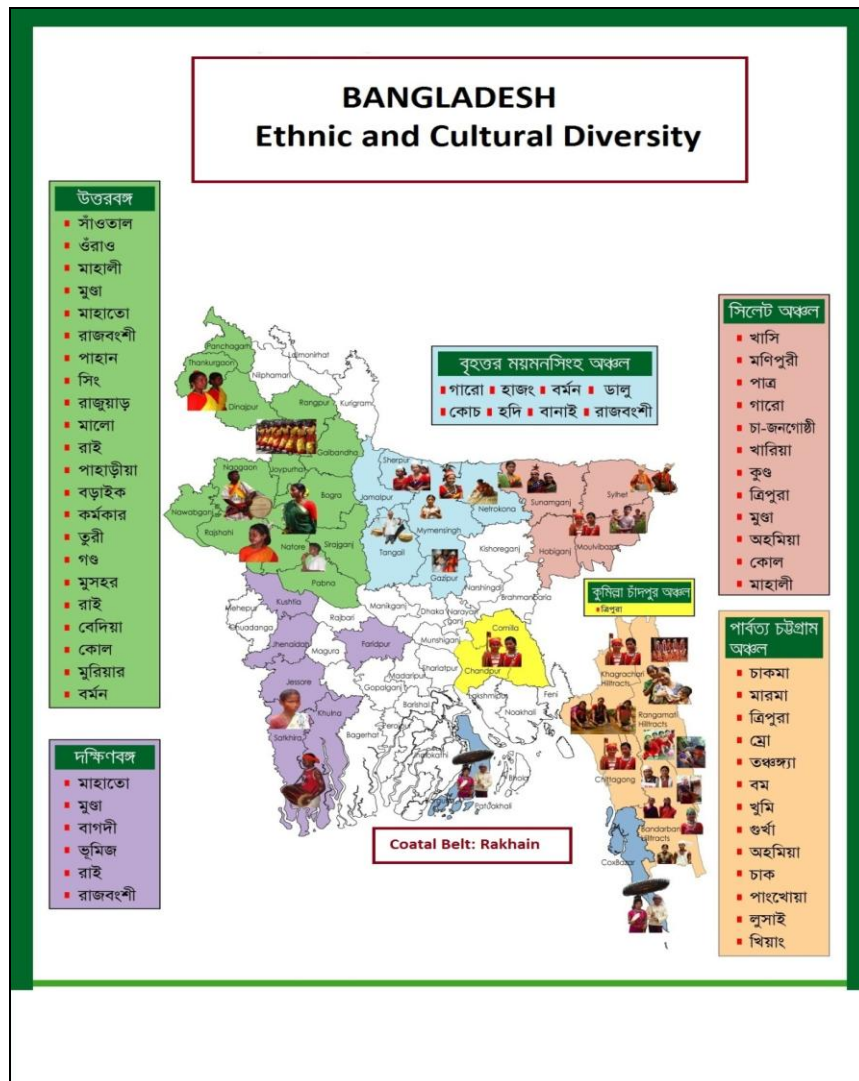 BANGLADESH
Ethnic and Cultural Diversity
উত্তরবঙ্গ
সাঁওতাল
ওঁরাও
মাহালী
মুণ্ডা
মাহাতো
রাজবংশী
পাহান
সিং
রাজুয়াড়
মালো
রাই
পাহাড়ীয়া
বড়াইক
কর্মকার
তুরী
গণ্ড
মুসহর
রাই
বেদিয়া
কোল
মুরিয়ার
বর্মন
দক্ষিণবঙ্গ
মাহাতো
মুণ্ডা
বাগদী
ভূমিজ
রাই
রাজবংশী
বৃহত্তর ময়মনসিংহ অঞ্চল
গারো হাজং বর্মন ডালু
কোচ হদি বানাই রাজবংশী
Panchagarh
Thankurgaon
Nilphamari
Dinajpur
Rangpur
Kurigram
Gaibandha
Naogaon
Joypurhat
Bogra
Nawabganj
Rajshahi
Natore
Sirajganj
Pabna
Sherpur
Jamalpur
Netrokona
Mymensingh
Tangail
Gazipur
Kishoreganj
Sunamganj
Sylhet
Hobiganj
Moulvibazar
Kushtia
Meherpur
Chuadanga
Jhenaidah
Magura
Rajbari
Faridpur
Manikganj
Dhaka
Narsingdi
Brahmanbaria
Munshiganj
Shariatpur
Madaripur
Gopalganj
Jessore
Khulna
Satkhira
Bagerhat
Barishal
Bhola
Patuakhali
Comilla
Chandpur
Noakhali
Feni
Khagrachari
Hilltracts
Rangamati
Hilltracts
Chittagong
Bandarban
Hilltracts
CoxBazar
Coatal Belt: Rakhain
সিলেট অঞ্চল
খাসি
মণিপুরী
পাত্র
গারো
চা-জনগোষ্ঠী
খারিয়া
কুণ্ড
ত্রিপুরা
মুণ্ডা
অহমিয়া
কোল
মাহালী
কুমিল্লা চাঁদপুর অঞ্চল
ত্রিপুরা
পার্বত্য চট্টগ্রাম
অঞ্চল
চাকমা
মারমা
ত্রিপুরা
ম্রো
তঞ্চঙ্গ্যা
বম
খুমি
গুর্খা
অহমিয়া
চাক
পাংখোয়া
লুসাই
খিয়াং